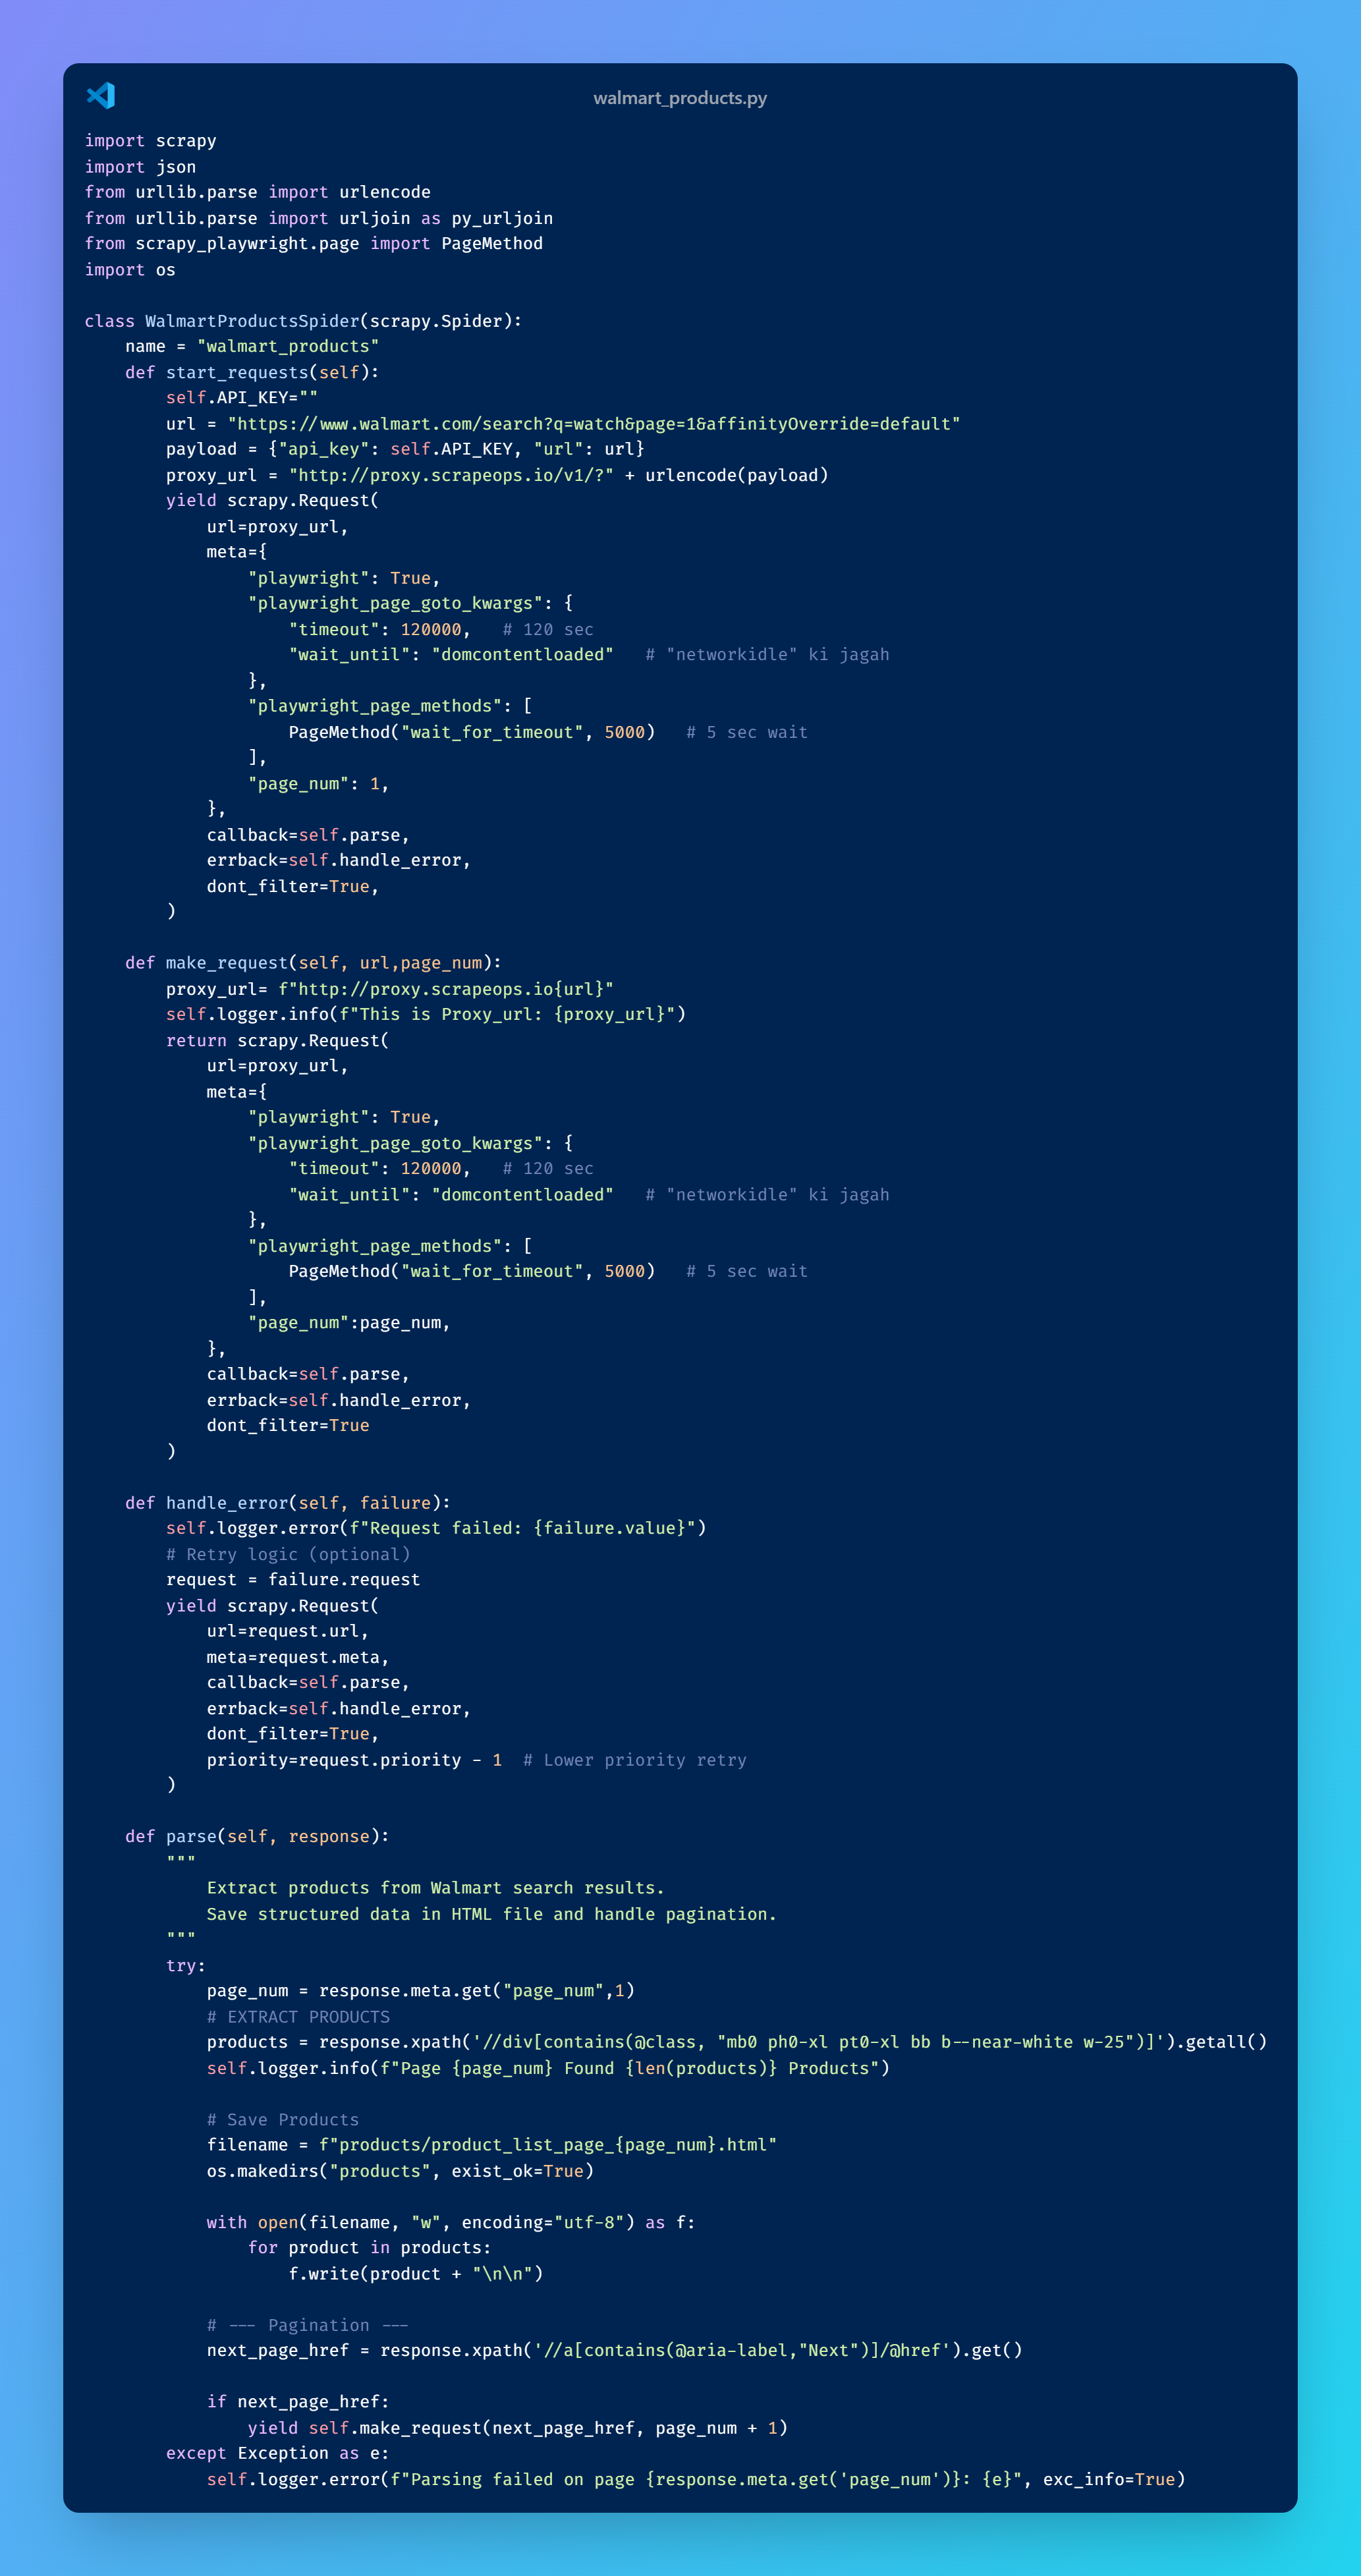 walmart_products.py
import scrapy
import json
from urllib.parse import urlencode
from urllib.parse import urljoin as py_urljoin
from scrapy_playwright.page import PageMethod
import os

class WalmartProductsSpider(scrapy.Spider):
    name = "walmart_products"
    def start_requests(self):
        self.API_KEY=""
        url = "https://www.walmart.com/search?q=watch&page=1&affinityOverride=default"
        payload = {"api_key": self.API_KEY, "url": url}
        proxy_url = "http://proxy.scrapeops.io/v1/?" + urlencode(payload)
        yield scrapy.Request(
            url=proxy_url,
            meta={
                "playwright": True,
                "playwright_page_goto_kwargs": {
                    "timeout": 120000,   # 120 sec
                    "wait_until": "domcontentloaded"   # "networkidle" ki jagah
                },
                "playwright_page_methods": [
                    PageMethod("wait_for_timeout", 5000)   # 5 sec wait
                ],
                "page_num": 1,
            },
            callback=self.parse,
            errback=self.handle_error,
            dont_filter=True,
        )

    def make_request(self, url,page_num):
        proxy_url= f"http://proxy.scrapeops.io{url}"
        self.logger.info(f"This is Proxy_url: {proxy_url}")
        return scrapy.Request(
            url=proxy_url,
            meta={
                "playwright": True,
                "playwright_page_goto_kwargs": {
                    "timeout": 120000,   # 120 sec
                    "wait_until": "domcontentloaded"   # "networkidle" ki jagah
                },
                "playwright_page_methods": [
                    PageMethod("wait_for_timeout", 5000)   # 5 sec wait
                ],
                "page_num":page_num,
            },
            callback=self.parse,
            errback=self.handle_error,
            dont_filter=True
        )

    def handle_error(self, failure):
        self.logger.error(f"Request failed: {failure.value}")
        # Retry logic (optional)
        request = failure.request
        yield scrapy.Request(
            url=request.url,
            meta=request.meta,
            callback=self.parse,
            errback=self.handle_error,
            dont_filter=True,
            priority=request.priority - 1  # Lower priority retry
        )

    def parse(self, response):
        """
            Extract products from Walmart search results.
            Save structured data in HTML file and handle pagination.
        """
        try:
            page_num = response.meta.get("page_num",1)
            # EXTRACT PRODUCTS
            products = response.xpath('//div[contains(@class, "mb0 ph0-xl pt0-xl bb b--near-white w-25")]').getall()
            self.logger.info(f"Page {page_num} Found {len(products)} Products")

            # Save Products
            filename = f"products/product_list_page_{page_num}.html"
            os.makedirs("products", exist_ok=True)

            with open(filename, "w", encoding="utf-8") as f:
                for product in products:
                    f.write(product + "\n\n")

            # --- Pagination ---
            next_page_href = response.xpath('//a[contains(@aria-label,"Next")]/@href').get()

            if next_page_href:
                yield self.make_request(next_page_href, page_num + 1)
        except Exception as e:
            self.logger.error(f"Parsing failed on page {response.meta.get('page_num')}: {e}", exc_info=True)